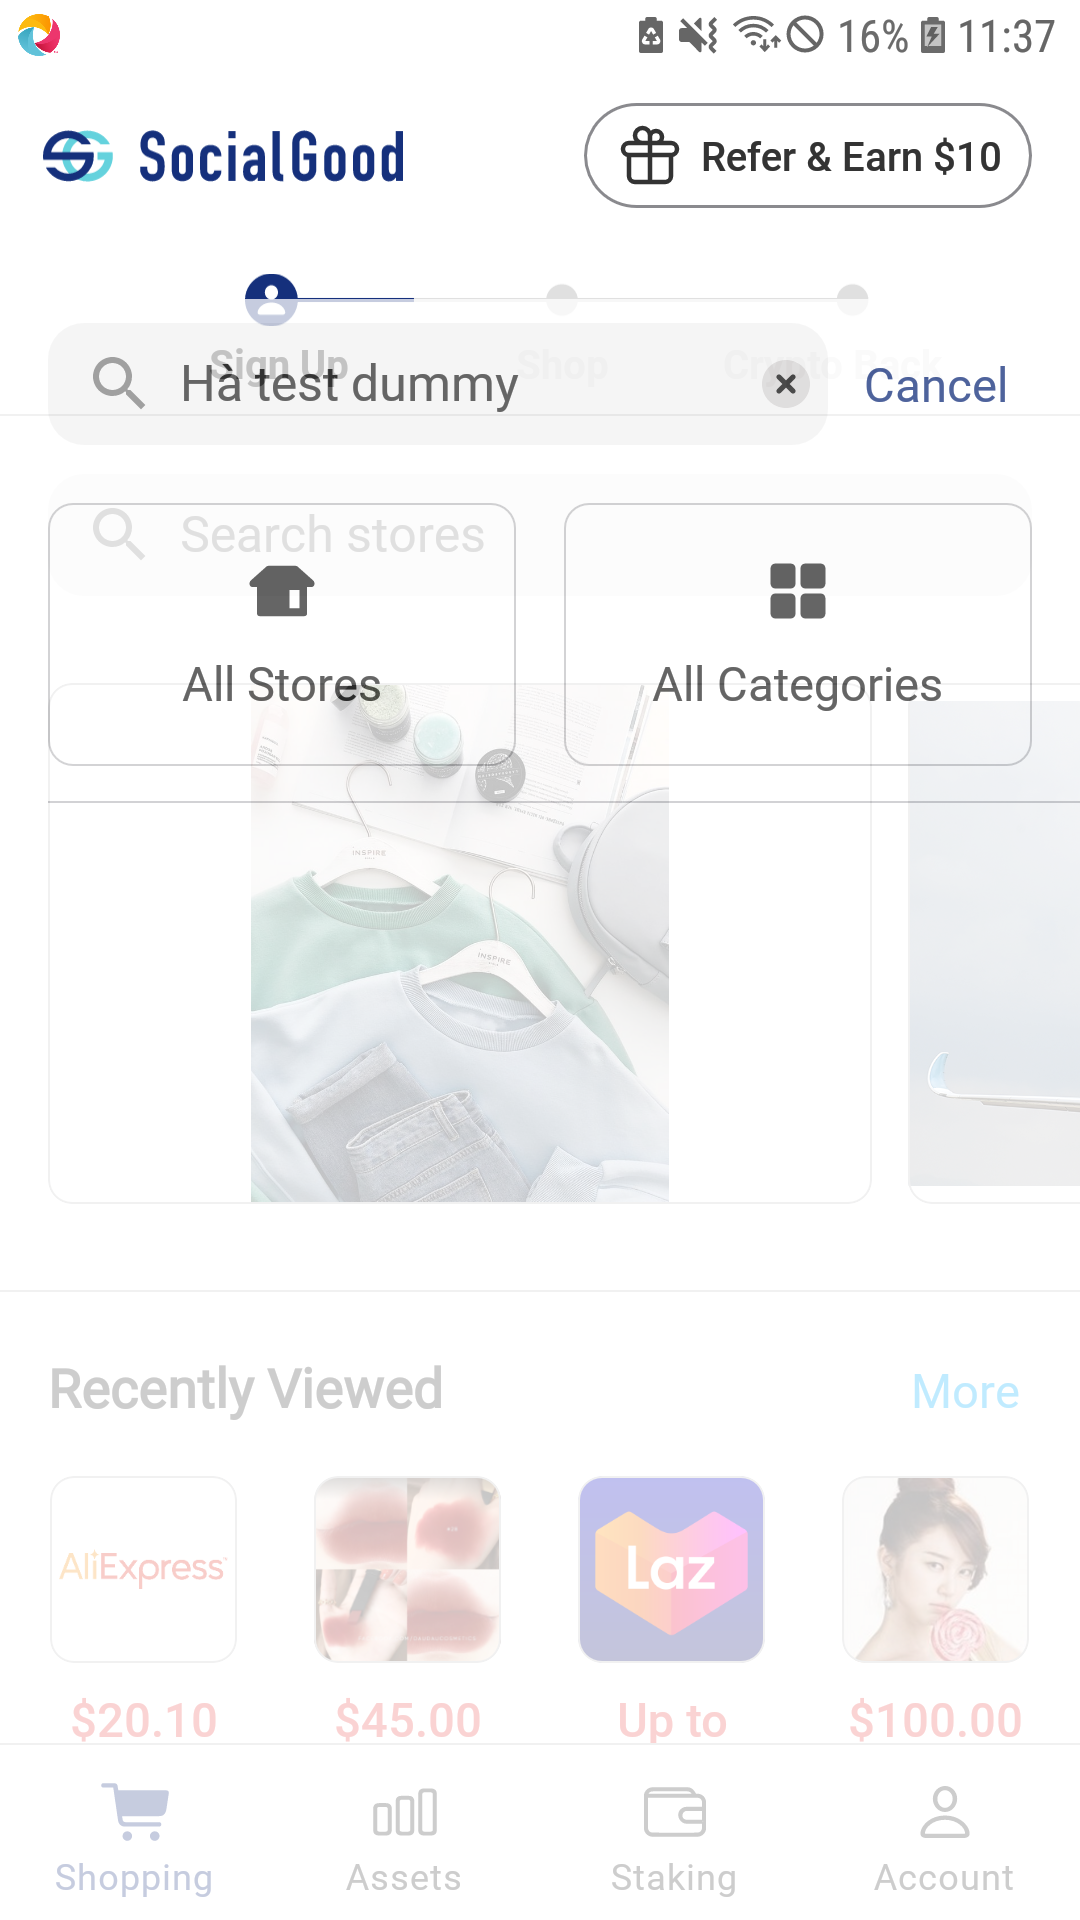 16% 11:37
SocialGood
Refer & Earn $10
Sign Up
Shop
Crypto Back
Hà test dummy
Cancel
Search stores
All Stores
All Categories
INSPIRE
INSPIRE
Recently Viewed
More
AliExpress
Laz
$20.10
$45.00
Up to
$100.00
Shopping
Assets
Staking
Account